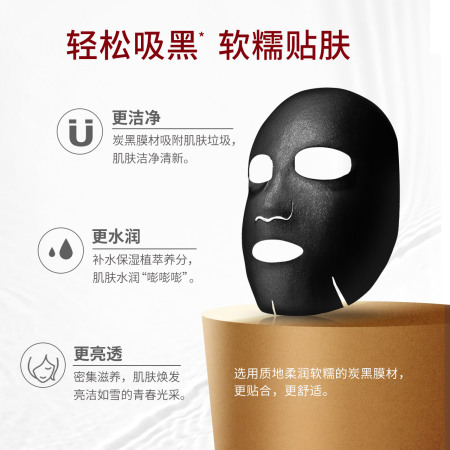 轻松吸黑* 软糯贴肤
更洁净
炭黑膜材吸附肌肤垃圾，
肌肤洁净清新。
更水润
补水保湿植萃养分，
肌肤水润“嘭嘭嘭”。
更亮透
密集滋养，肌肤焕发
亮洁如雪的青春光采。
选用质地柔润软糯的炭黑膜材，
更贴合，更舒适。